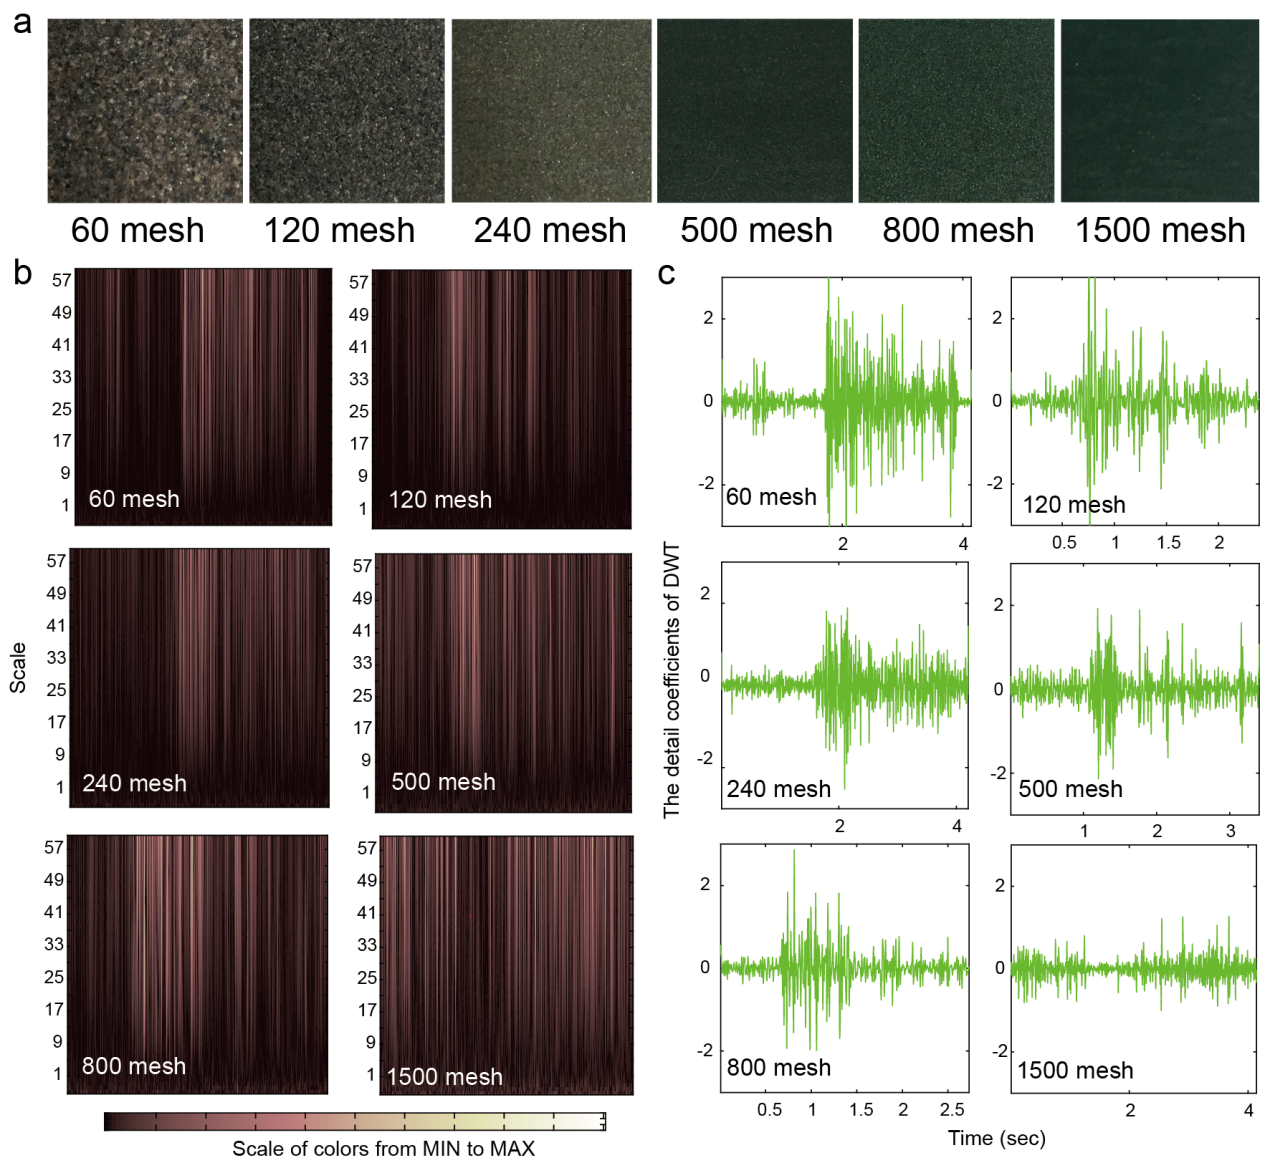 a
60 mesh
120 mesh
240 mesh
500 mesh
800 mesh
1500 mesh
b
57
49
41
33
25
17
9
1
60 mesh
57
49
41
33
25
17
9
1
120 mesh
57
49
41
33
25
17
9
1
240 mesh
57
49
41
33
25
17
9
1
500 mesh
57
49
41
33
25
17
9
1
800 mesh
57
49
41
33
25
17
9
1
1500 mesh
Scale
Scale of colors from MIN to MAX
c
2
0
-2
60 mesh
2 4
2
0
-2
120 mesh
0.5 1 1.5 2
2
0
-2
240 mesh
2 4
2
0
-2
500 mesh
1 2 3
2
0
-2
800 mesh
0.5 1 1.5 2 2.5
2
0
-2
1500 mesh
2 4
The detail coefficients of DWT
Time (sec)